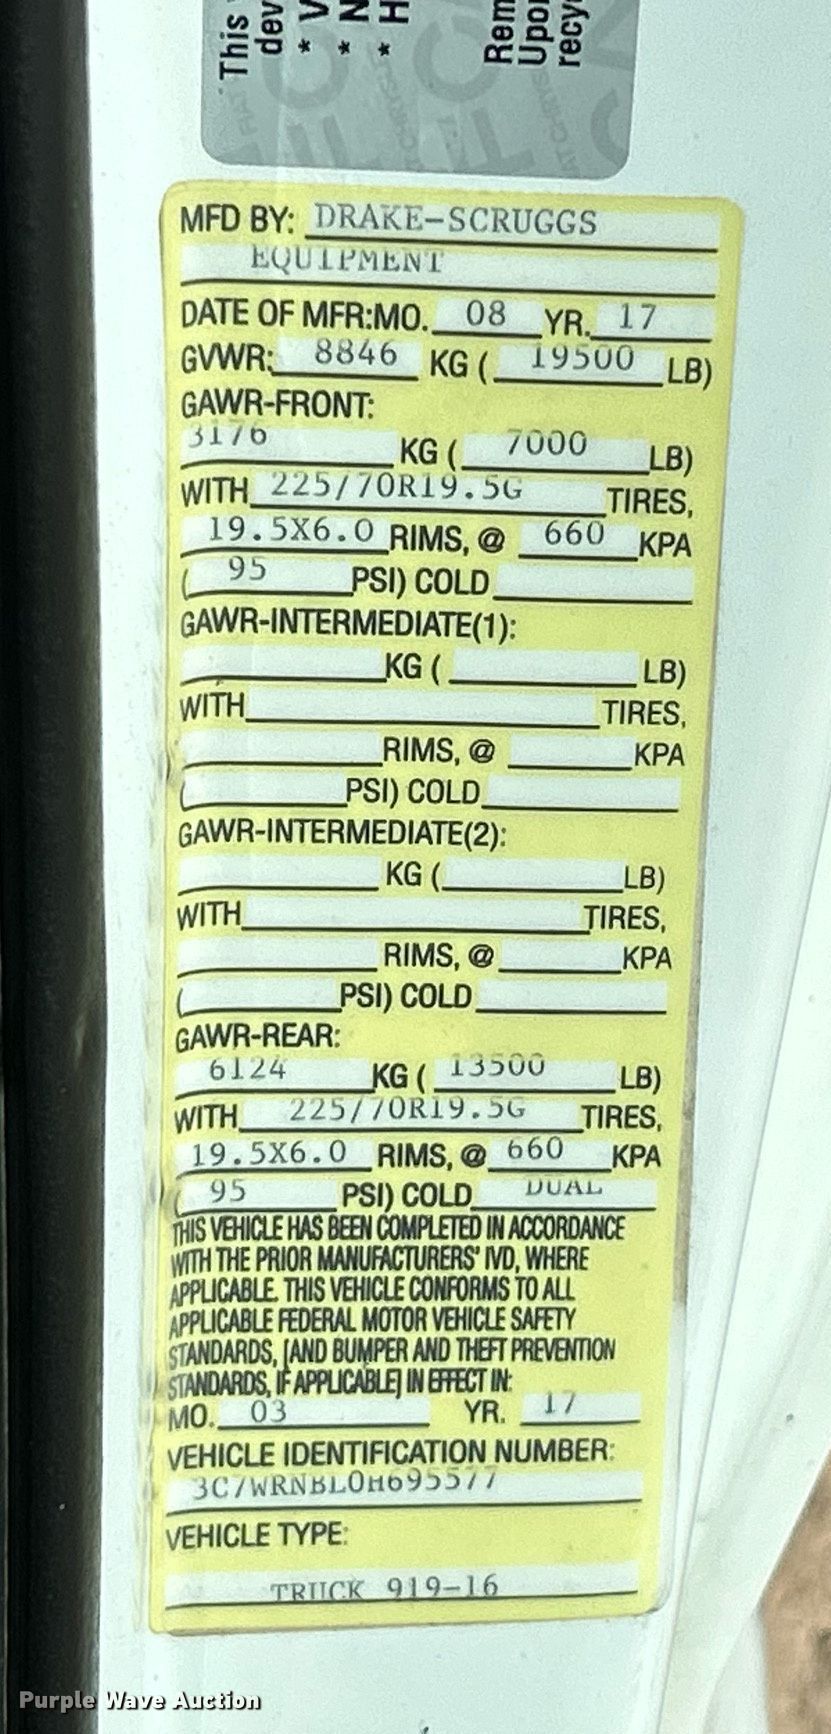 This
dev
* V
* N
* H
Rem
Upo
recy
MFD BY: DRAKE-SCRUGGS
EQUIPMENT
DATE OF MFR:MO. 08 YR. 17
GVWR: 8846 KG ( 19500 LB)
GAWR-FRONT:
3176 KG ( 7000 LB)
WITH 225/70R19.5G TIRES,
19.5X6.0 RIMS, @ 660 KPA
( 95 PSI) COLD
GAWR-INTERMEDIATE(1):
KG ( LB)
WITH TIRES,
RIMS, @ KPA
( PSI) COLD
GAWR-INTERMEDIATE(2):
KG ( LB)
WITH TIRES,
RIMS, @ KPA
( PSI) COLD
GAWR-REAR:
6124 KG ( 13500 LB)
WITH 225/70R19.5G TIRES,
19.5X6.0 RIMS, @ 660 KPA
( 95 PSI) COLD DUAL
THIS VEHICLE HAS BEEN COMPLETED IN ACCORDANCE
WITH THE PRIOR MANUFACTURERS' IVD, WHERE
APPLICABLE. THIS VEHICLE CONFORMS TO ALL
APPLICABLE FEDERAL MOTOR VEHICLE SAFETY
STANDARDS, [AND BUMPER AND THEFT PREVENTION
STANDARDS, IF APPLICABLE] IN EFFECT IN:
MO. 03 YR. 17
VEHICLE IDENTIFICATION NUMBER:
3C7WRNBL0H695577
VEHICLE TYPE:
TRUCK 919-16
Purple Wave Auction